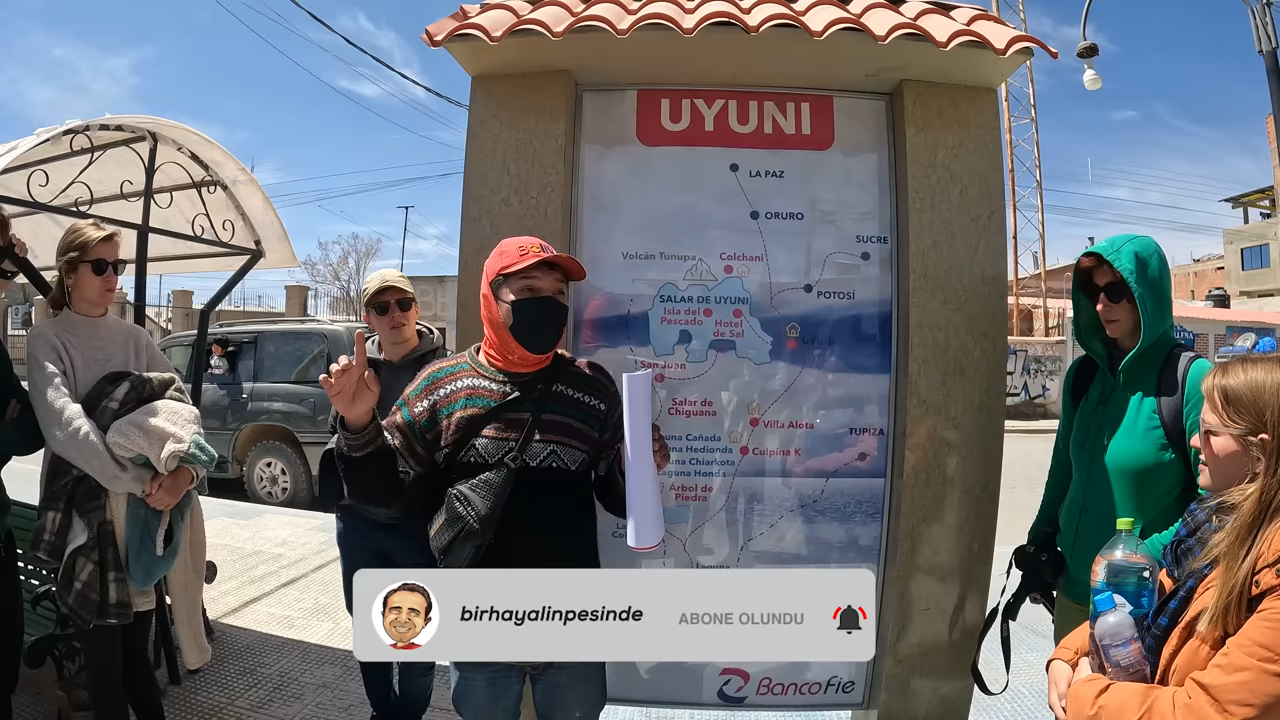 UYUNI
LA PAZ
ORURO
SUCRE
Volcán Tunupa
Colchani
POTOSÍ
SALAR DE UYUNI
Isla del
Pescado
Hotel
de Sal
San Juan
Salar de
Chiguana
Villa Alota
TUPIZA
una Cañada
una Hedionda
Culpina K
una Chiarkota
Laguna Honda
Árbol de
Piedra
Laguna
birhayalinpesinde
ABONE OLUNDU
BancoFie